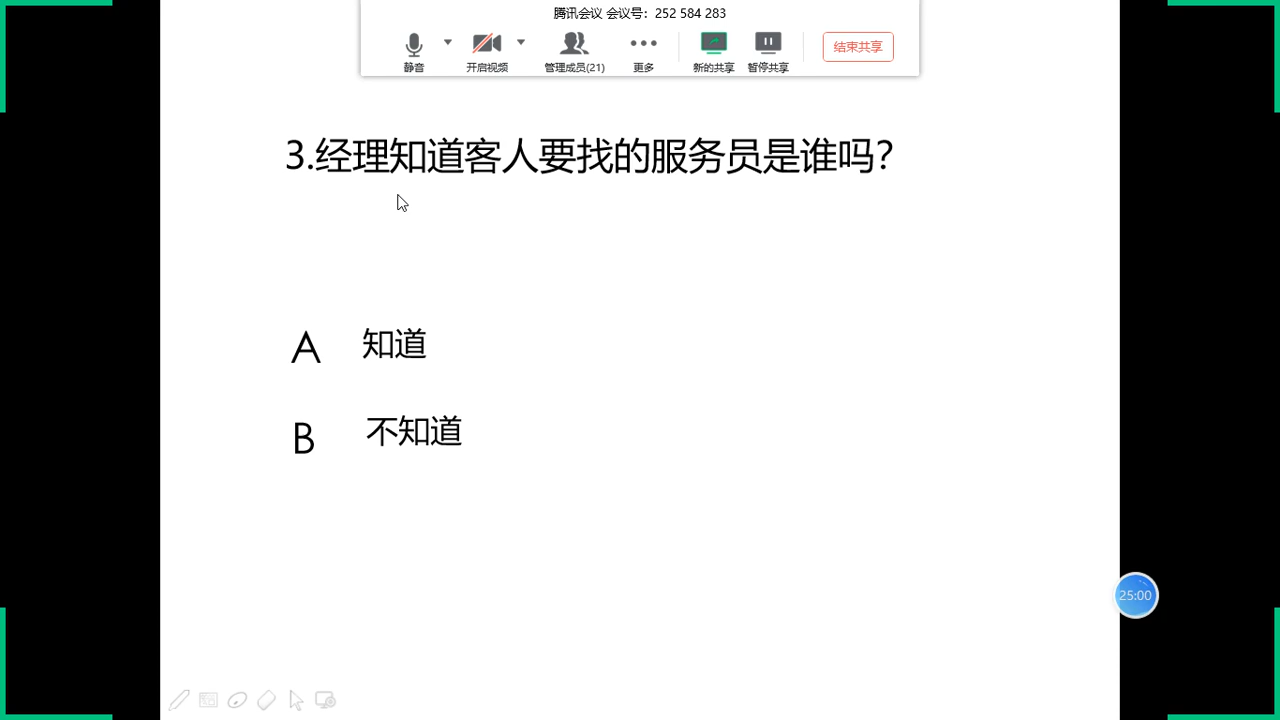 腾讯会议 会议号：252 584 283
静音 开启视频 管理成员(21) 更多 新的共享 暂停共享 结束共享
3.经理知道客人要找的服务员是谁吗？
A 知道
B 不知道
25:00